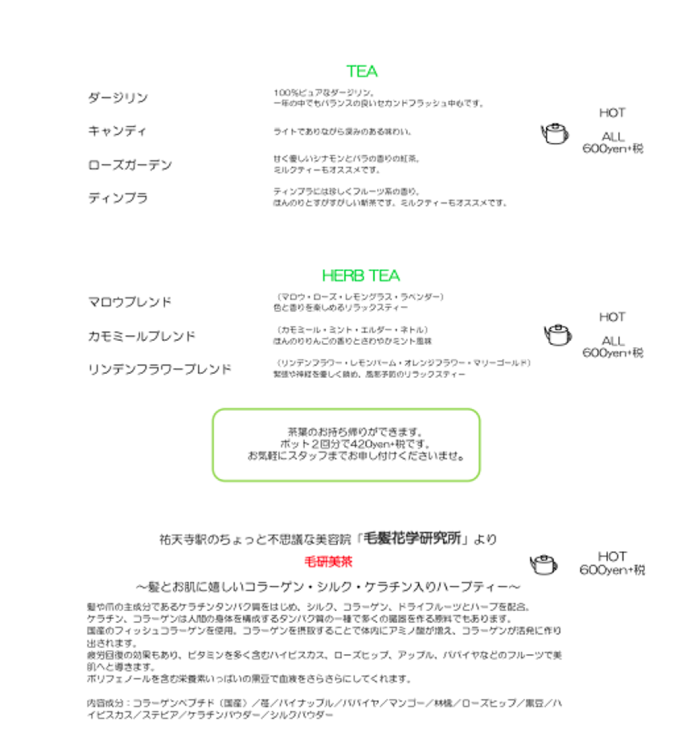 TEA
ダージリン
100%ピュアなダージリン。
一年の中でもバランスの良いセカンドフラッシュ中心です。
キャンディ
ライトでありながら深みのある味わい。
ローズガーデン
甘く優しいシナモンとバラの香りの紅茶。
ミルクティーもオススメです。
ディンブラ
ディンブラには珍しくフルーツ系の香り。
ほんのりとすがすがしい新茶です。ミルクティーもオススメです。
HOT
ALL
600yen+税
HERB TEA
マロウブレンド
(マロウ・ローズ・レモングラス・ラベンダー)
色と香りを楽しめるリラックスティー
カモミールブレンド
(カモミール・ミント・エルダー・ネトル)
ほんのりりんごの香りとさわやかミント風味
リンデンフラワーブレンド
(リンデンフラワー・レモンバーム・オレンジフラワー・マリーゴールド)
緊張や神経を優しく鎮め、風邪予防のリラックスティー
HOT
ALL
600yen+税
茶葉のお持ち帰りができます。
ポット2回分で420yen+税です。
お気軽にスタッフまでお申し付けくださいませ。
祐天寺駅のちょっと不思議な美容院「毛髪花学研究所」より
毛研美茶
〜髪とお肌に嬉しいコラーゲン・シルク・ケラチン入りハーブティー〜
HOT
600yen+税
髪や爪の主成分であるケラチンタンパク質をはじめ、シルク、コラーゲン、ドライフルーツとハーブを配合。
ケラチン、コラーゲンは人間の身体を構成するタンパク質の一種で多くの臓器を作る原料でもあります。
国産のフィッシュコラーゲンを使用。コラーゲンを摂取することで体内にアミノ酸が増え、コラーゲンが活発に作り
出されます。
疲労回復の効果もあり、ビタミンを多く含むハイビスカス、ローズヒップ、アップル、パパイヤなどのフルーツで美
肌へと導きます。
ポリフェノールを含む栄養素いっぱいの黒豆で血液をさらさらにしてくれます。
内容成分:コラーゲンペプチド(国産)/苺/パイナップル/パパイヤ/マンゴー/林檎/ローズヒップ/黒豆/ハ
イビスカス/ステビア/ケラチンパウダー/シルクパウダー